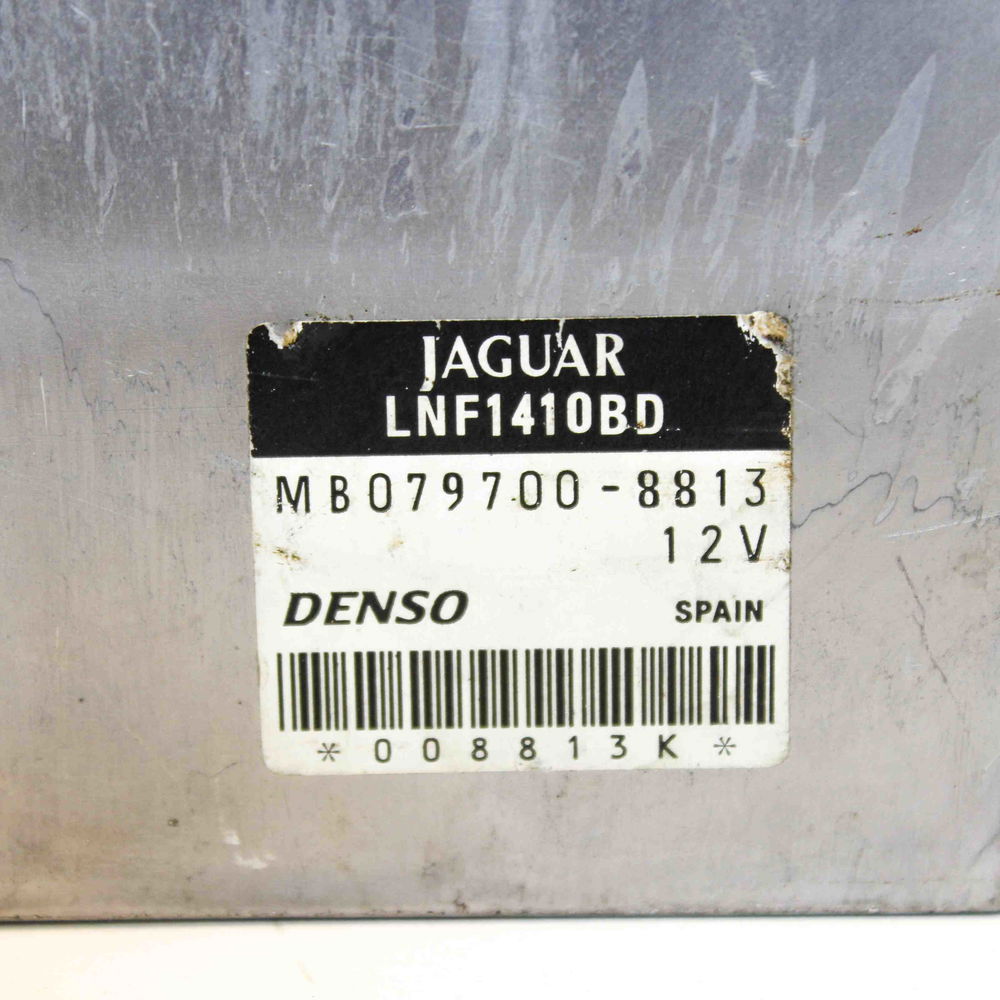 JAGUAR
LNF1410BD
MB079700-8813
12V
DENSO SPAIN
*008813K*